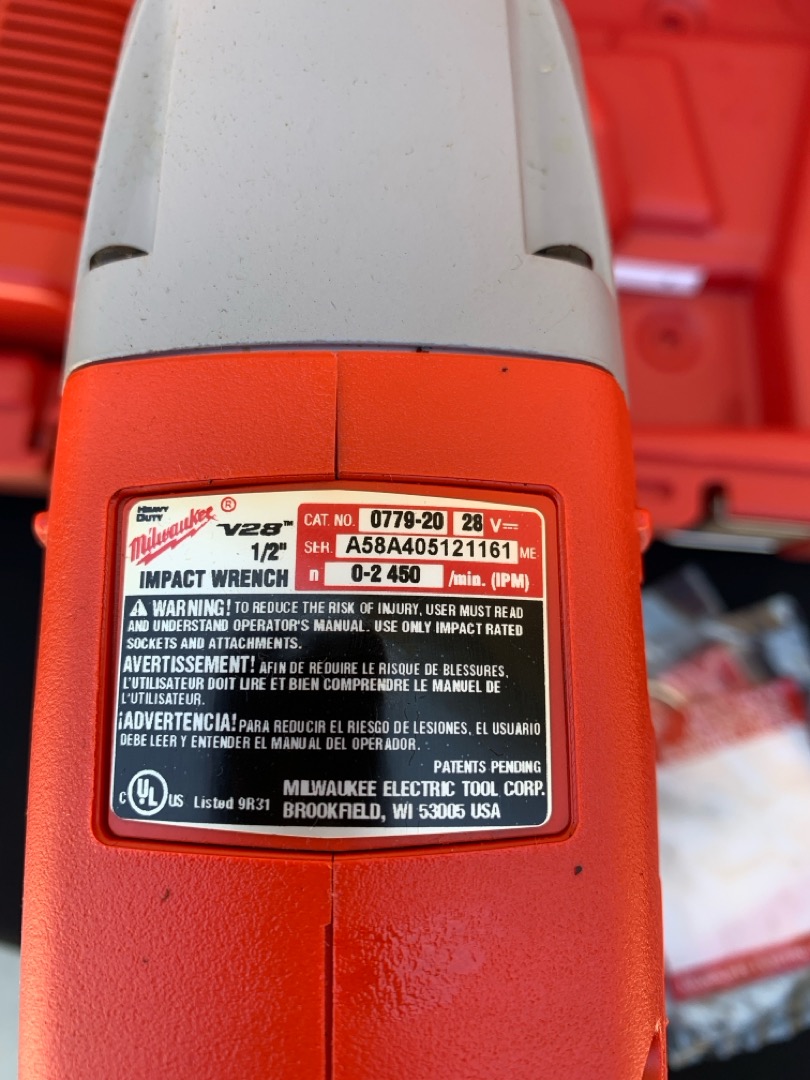 HEAVY
DUTY
Milwaukee ®
V28™
1/2"
IMPACT WRENCH
CAT. NO. 0779-20 28 V⎓
SER. A58A405121161 ME
n 0-2 450 /min. (IPM)
⚠ WARNING! TO REDUCE THE RISK OF INJURY, USER MUST READ
AND UNDERSTAND OPERATOR'S MANUAL. USE ONLY IMPACT RATED
SOCKETS AND ATTACHMENTS.
AVERTISSEMENT! AFIN DE RÉDUIRE LE RISQUE DE BLESSURES,
L'UTILISATEUR DOIT LIRE ET BIEN COMPRENDRE LE MANUEL DE
L'UTILISATEUR.
¡ADVERTENCIA! PARA REDUCIR EL RIESGO DE LESIONES, EL USUARIO
DEBE LEER Y ENTENDER EL MANUAL DEL OPERADOR.
PATENTS PENDING
C UL US Listed 9R31
MILWAUKEE ELECTRIC TOOL CORP.
BROOKFIELD, WI 53005 USA